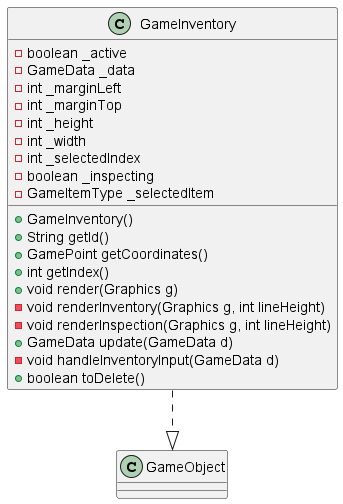 C GameInventory
boolean _active
GameData _data
int _marginLeft
int _marginTop
int _height
int _width
int _selectedIndex
boolean _inspecting
GameItemType _selectedItem
GameInventory()
String getId()
GamePoint getCoordinates()
int getIndex()
void render(Graphics g)
void renderInventory(Graphics g, int lineHeight)
void renderInspection(Graphics g, int lineHeight)
GameData update(GameData d)
void handleInventoryInput(GameData d)
boolean toDelete()
C GameObject